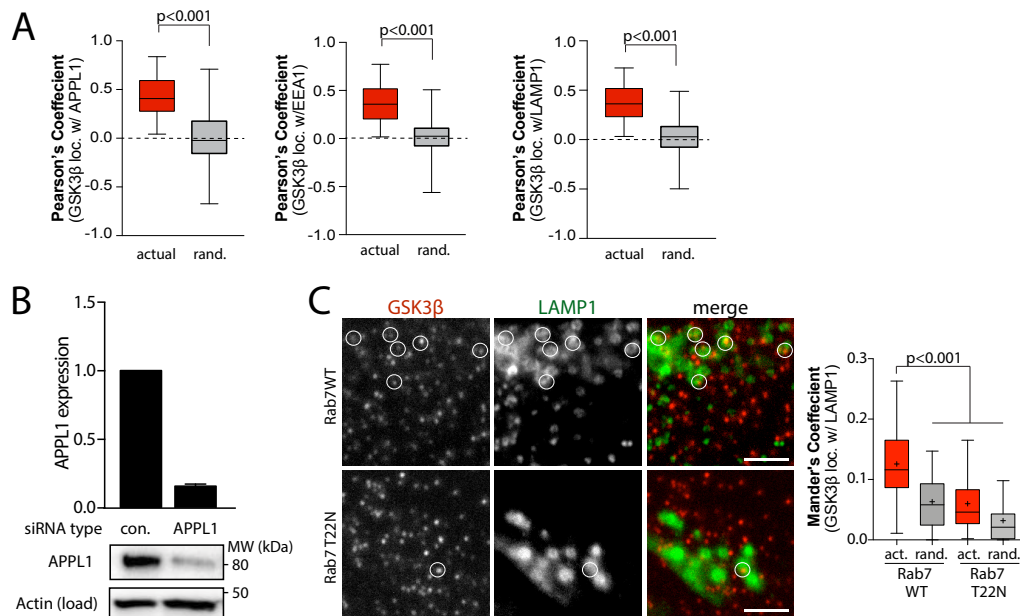 A
p<0.001
Pearson's Coeffecient
(GSK3β loc. w/ APPL1)
1.0
0.5
0.0
0.5
-1.0
actual rand.
p<0.001
Pearson's Coeffecient
(GSK3β loc. w/EEA1)
1.0
0.5
0.0
0.5
-1.0
actual rand.
p<0.001
Pearson's Coeffecient
(GSK3β loc. w/LAMP1)
1.0
0.5
0.0
0.5
-1.0
actual rand.
B
APPL1 expression
1.5
1.0
0.5
0.0
siRNA type con. APPL1
MW (kDa)
APPL1
80
50
Actin (load)
C
GSK3β LAMP1 merge
Rab7WT
Rab7T22N
p<0.001
Mander's Coeffecient
(GSK3β loc. w/ LAMP1)
0.3
0.2
0.1
0.0
act. rand. act. rand.
Rab7 Rab7
WT T22N